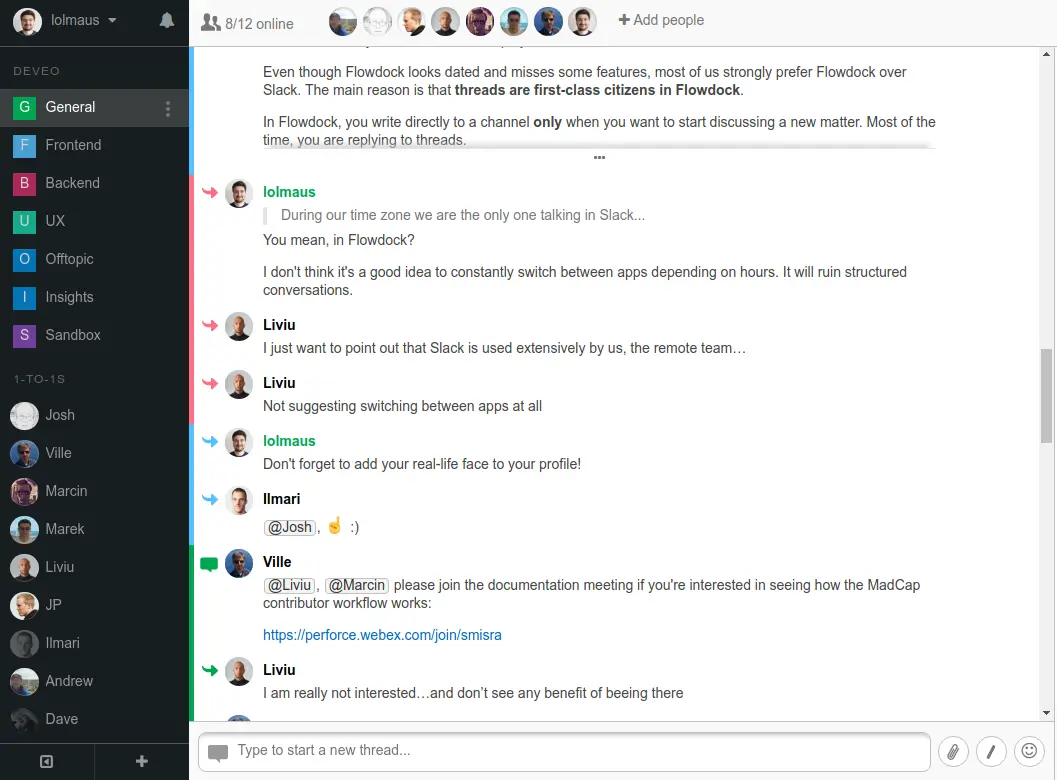 lolmaus
8/12 online
Add people
DEVEO
G General
F Frontend
B Backend
U UX
O Offtopic
I Insights
S Sandbox
1-TO-1S
Josh
Ville
Marcin
Marek
Liviu
JP
Ilmari
Andrew
Dave
Even though Flowdock looks dated and misses some features, most of us strongly prefer Flowdock over
Slack. The main reason is that threads are first-class citizens in Flowdock.
In Flowdock, you write directly to a channel only when you want to start discussing a new matter. Most of the
time, you are replying to threads.
lolmaus
During our time zone we are the only one talking in Slack...
You mean, in Flowdock?
I don't think it's a good idea to constantly switch between apps depending on hours. It will ruin structured
conversations.
Liviu
I just want to point out that Slack is used extensively by us, the remote team…
Liviu
Not suggesting switching between apps at all
lolmaus
Don't forget to add your real-life face to your profile!
Ilmari
@Josh, ☝ :)
Ville
@Liviu, @Marcin please join the documentation meeting if you're interested in seeing how the MadCap
contributor workflow works:
https://perforce.webex.com/join/smisra
Liviu
I am really not interested…and don’t see any benefit of beeing there
Type to start a new thread...